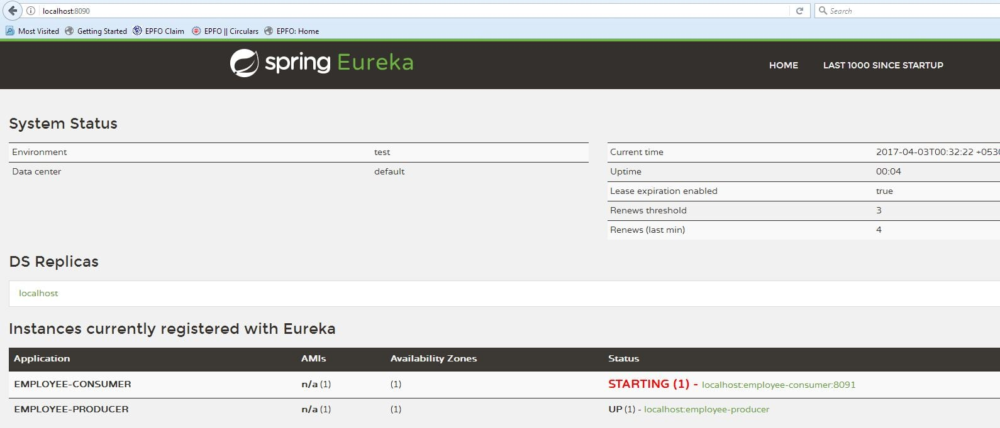 localhost:8090
Search
Most Visited Getting Started EPFO Claim EPFO || Circulars EPFO: Home
spring Eureka
HOME LAST 1000 SINCE STARTUP
System Status
Environment test
Data center default
Current time 2017-04-03T00:32:22 +0530
Uptime 00:04
Lease expiration enabled true
Renews threshold 3
Renews (last min) 4
DS Replicas
localhost
Instances currently registered with Eureka
Application AMIs Availability Zones Status
EMPLOYEE-CONSUMER n/a (1) (1) STARTING (1) - localhost:employee-consumer:8091
EMPLOYEE-PRODUCER n/a (1) (1) UP (1) - localhost:employee-producer